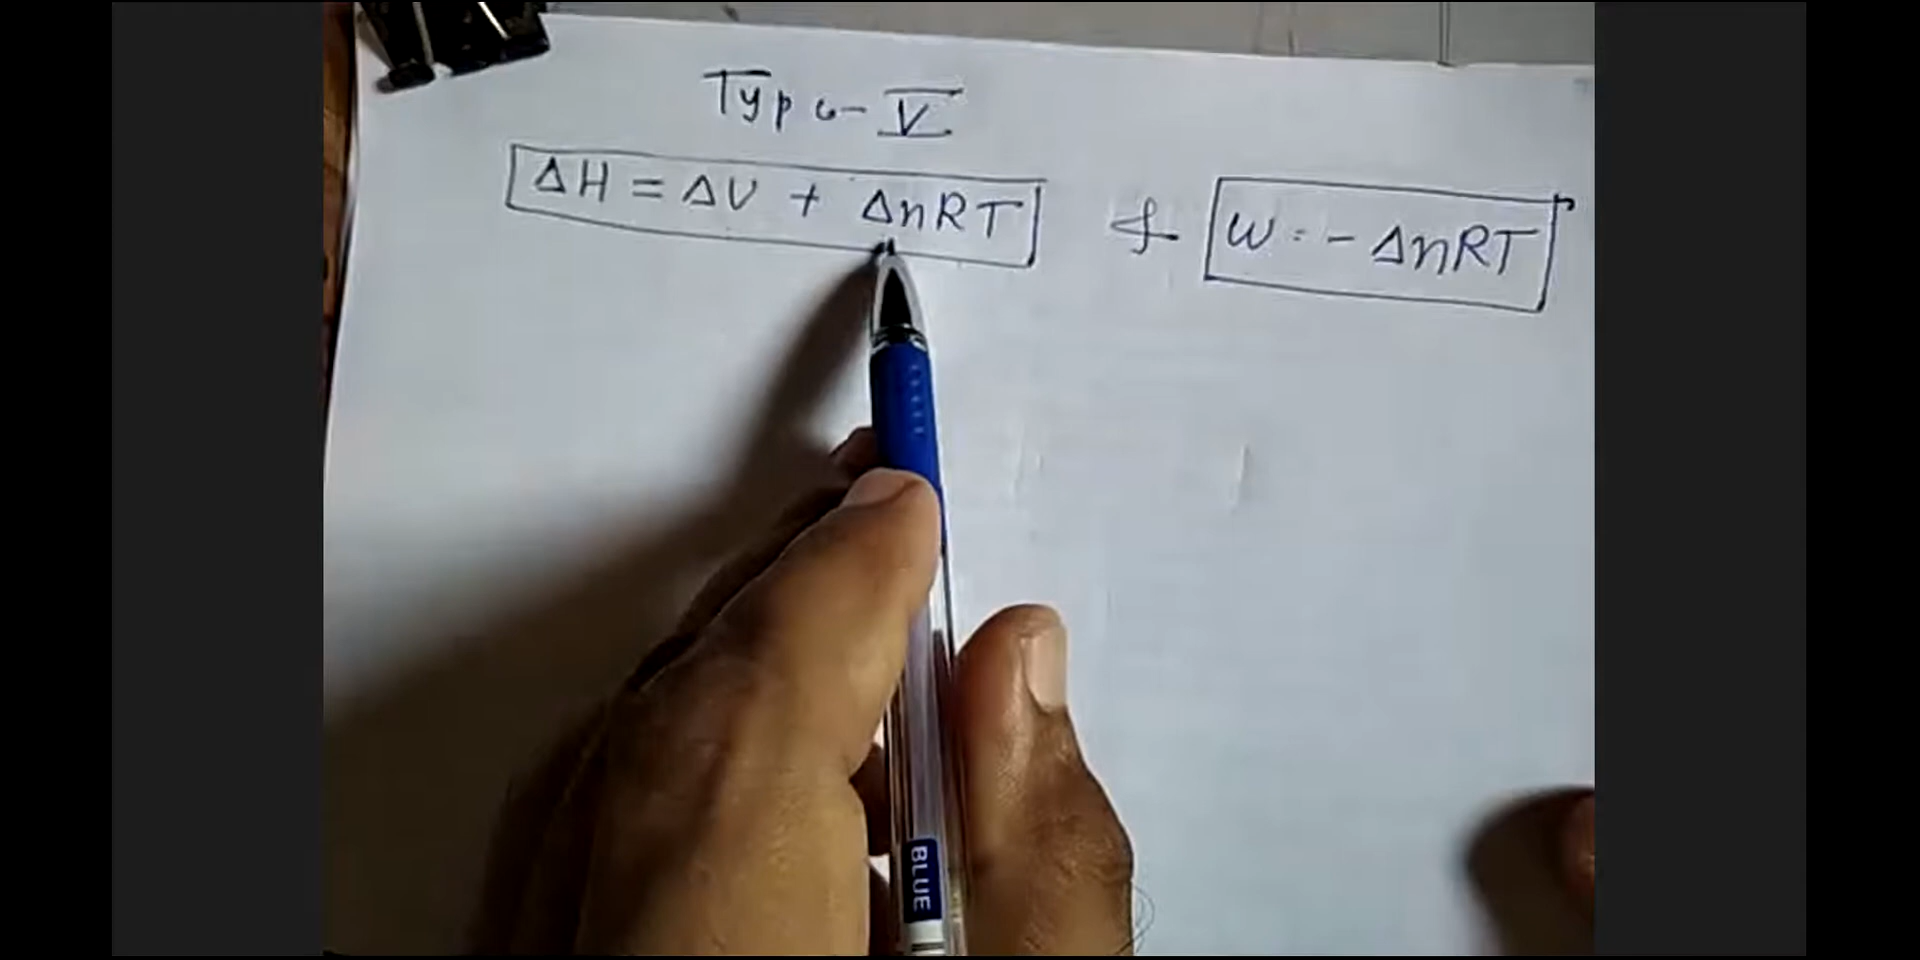 Type - V
ΔH = ΔU + ΔnRT & W = - ΔnRT
BLUE